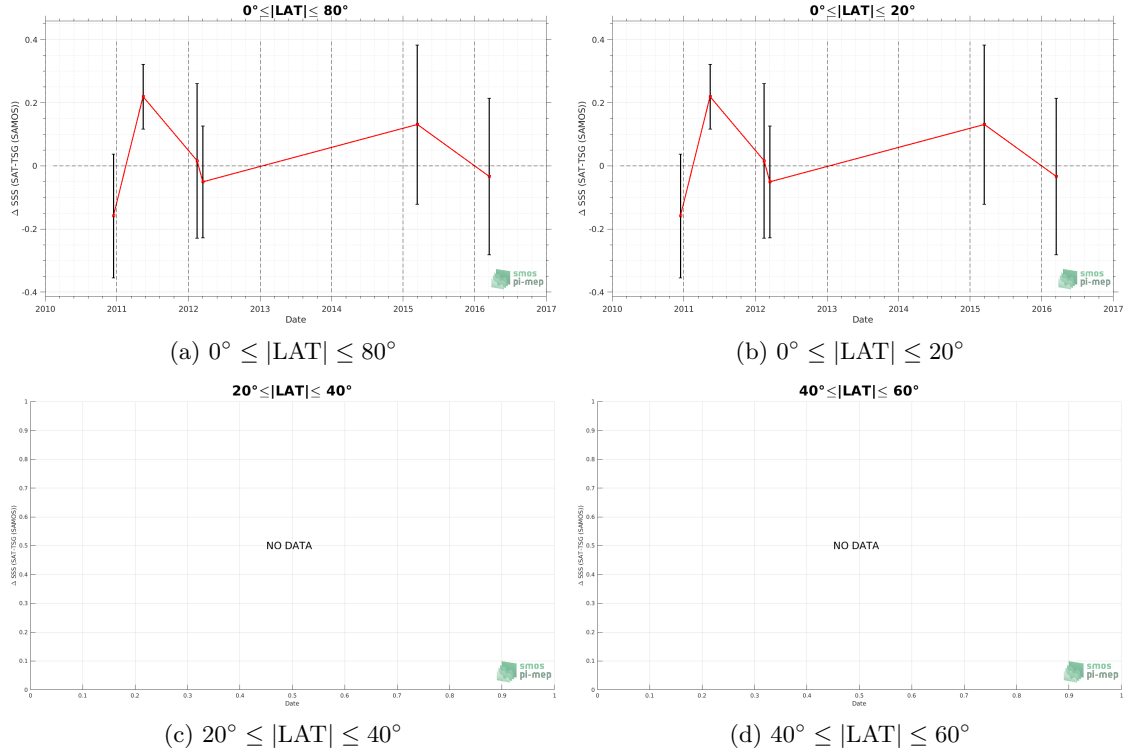 0°≤|LAT|≤ 80°
0.4
0.2
0
-0.2
-0.4
Δ SSS (SAT-TSG (SAMOS))
2010 2011 2012 2013 2014 2015 2016 2017
Date
smos
pi-mep
(a) 0° ≤ |LAT| ≤ 80°
0°≤|LAT|≤ 20°
0.4
0.2
0
-0.2
-0.4
Δ SSS (SAT-TSG (SAMOS))
2010 2011 2012 2013 2014 2015 2016 2017
Date
smos
pi-mep
(b) 0° ≤ |LAT| ≤ 20°
20°≤|LAT|≤ 40°
1
0.9
0.8
0.7
0.6
0.5
0.4
0.3
0.2
0.1
0
Δ SSS (SAT-TSG (SAMOS))
NO DATA
0 0.1 0.2 0.3 0.4 0.5 0.6 0.7 0.8 0.9 1
Date
smos
pi-mep
(c) 20° ≤ |LAT| ≤ 40°
40°≤|LAT|≤ 60°
1
0.9
0.8
0.7
0.6
0.5
0.4
0.3
0.2
0.1
0
Δ SSS (SAT-TSG (SAMOS))
NO DATA
0 0.1 0.2 0.3 0.4 0.5 0.6 0.7 0.8 0.9 1
Date
smos
pi-mep
(d) 40° ≤ |LAT| ≤ 60°